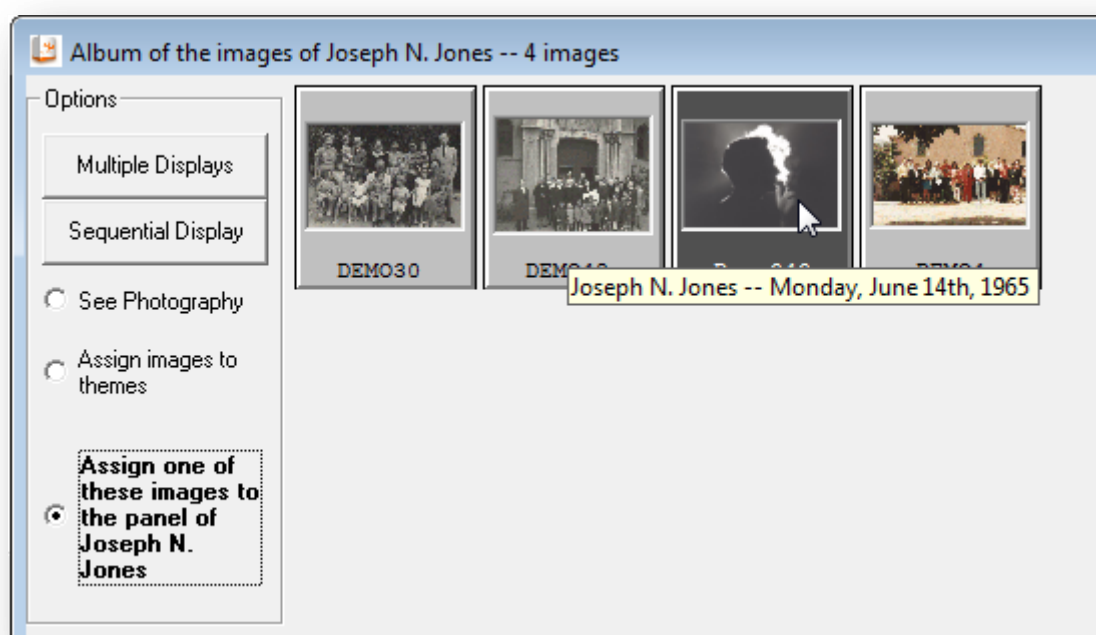 Album of the images of Joseph N. Jones -- 4 images
Options
Multiple Displays
Sequential Display
See Photography
Assign images to
themes
Assign one of
these images to
the panel of
Joseph N.
Jones
DEMO30
Joseph N. Jones -- Monday, June 14th, 1965